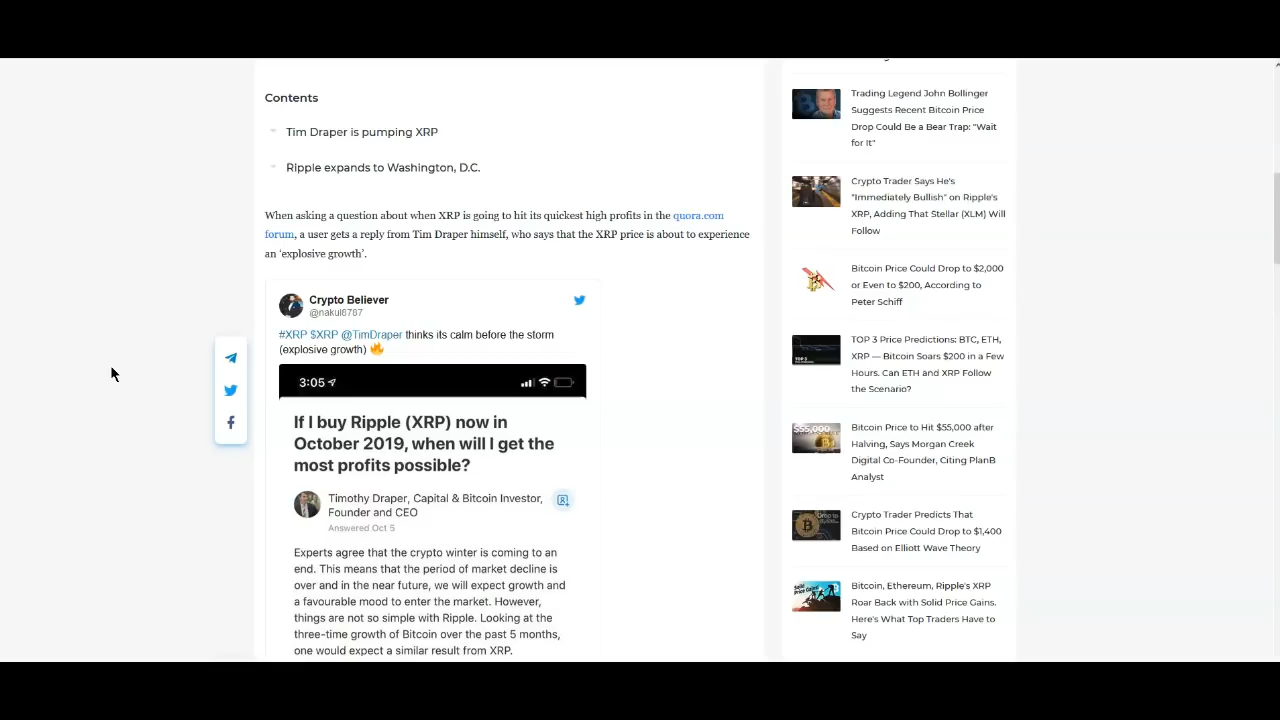 Contents
Tim Draper is pumping XRP
Ripple expands to Washington, D.C.
When asking a question about when XRP is going to hit its quickest high profits in the quora.com
forum, a user gets a reply from Tim Draper himself, who says that the XRP price is about to experience
an ‘explosive growth’.
Crypto Believer
@nakul8787
#XRP $XRP @TimDraper thinks its calm before the storm
(explosive growth) 🔥
3:05
If I buy Ripple (XRP) now in
October 2019, when will I get the
most profits possible?
Timothy Draper, Capital & Bitcoin Investor,
Founder and CEO
Answered Oct 5
Experts agree that the crypto winter is coming to an
end. This means that the period of market decline is
over and in the near future, we will expect growth and
a favourable mood to enter the market. However,
things are not so simple with Ripple. Looking at the
three-time growth of Bitcoin over the past 5 months,
one would expect a similar result from XRP.
Trading Legend John Bollinger
Suggests Recent Bitcoin Price
Drop Could Be a Bear Trap: "Wait
for It"
Crypto Trader Says He's
"Immediately Bullish" on Ripple's
XRP, Adding That Stellar (XLM) Will
Follow
Bitcoin Price Could Drop to $2,000
or Even to $200, According to
Peter Schiff
TOP 3 Price Predictions: BTC, ETH,
XRP — Bitcoin Soars $200 in a Few
Hours. Can ETH and XRP Follow
the Scenario?
$55,000
Bitcoin Price to Hit $55,000 after
Halving, Says Morgan Creek
Digital Co-Founder, Citing PlanB
Analyst
Crypto Trader Predicts That
Bitcoin Price Could Drop to $1,400
Based on Elliott Wave Theory
Bitcoin, Ethereum, Ripple's XRP
Roar Back with Solid Price Gains.
Here's What Top Traders Have to
Say